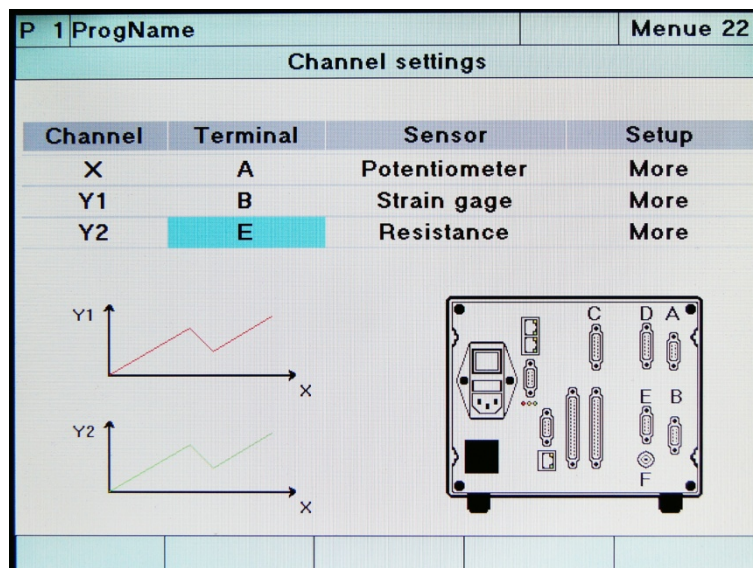 P 1 ProgName Menue 22
Channel settings
Channel Terminal Sensor Setup
X A Potentiometer More
Y1 B Strain gage More
Y2 E Resistance More
Y1
X
Y2
X
C D A
E B
F